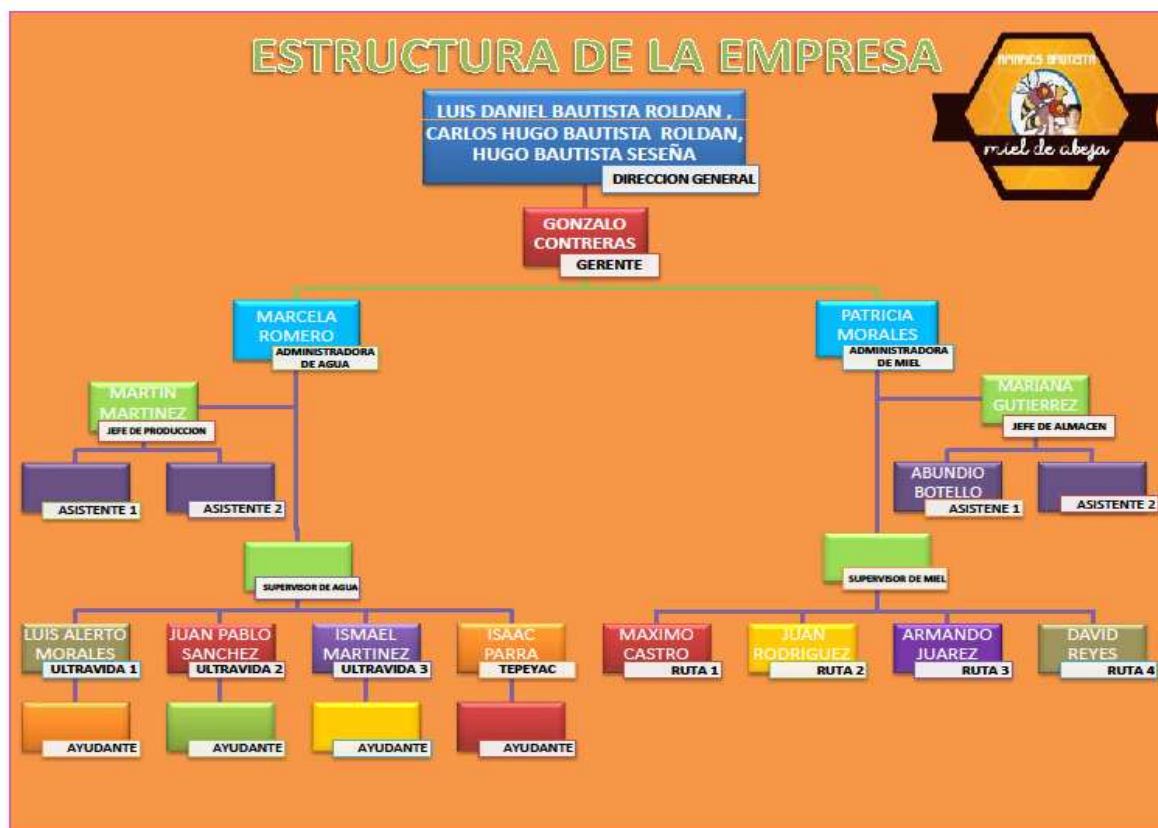 ESTRUCTURA DE LA EMPRESA
APIARIOS BAUTISTA
miel de abeja
LUIS DANIEL BAUTISTA ROLDAN ,
CARLOS HUGO BAUTISTA ROLDAN,
HUGO BAUTISTA SESEÑA
DIRECCION GENERAL
GONZALO
CONTRERAS
GERENTE
MARCELA
ROMERO
ADMINISTRADORA
DE AGUA
PATRICIA
MORALES
ADMINISTRADORA
DE MIEL
MARTIN
MARTINEZ
JEFE DE PRODUCCION
MARIANA
GUTIERREZ
JEFE DE ALMACEN
ASISTENTE 1
ASISTENTE 2
ABUNDIO
BOTELLO
ASISTENE 1
ASISTENTE 2
SUPERVISOR DE AGUA
SUPERVISOR DE MIEL
LUIS ALERTO
MORALES
ULTRAVIDA 1
JUAN PABLO
SANCHEZ
ULTRAVIDA 2
ISMAEL
MARTINEZ
ULTRAVIDA 3
ISAAC
PARRA
TEPEYAC
MAXIMO
CASTRO
RUTA 1
JUAN
RODRIGUEZ
RUTA 2
ARMANDO
JUAREZ
RUTA 3
DAVID
REYES
RUTA 4
AYUDANTE
AYUDANTE
AYUDANTE
AYUDANTE